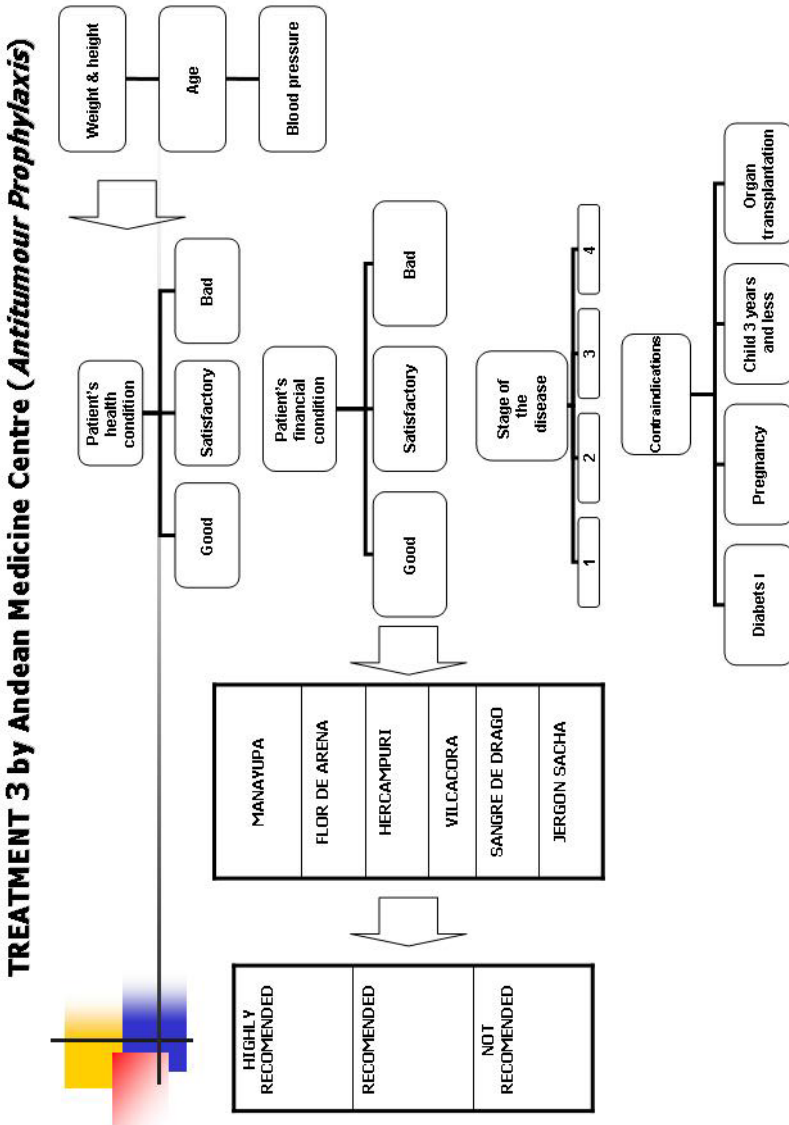 TREATMENT 3 by Andean Medicine Centre (Antitumour Prophylaxis)
HIGHLY
RECOMENDED
RECOMENDED
NOT
RECOMENDED
MANAYUPA
FLOR DE ARENA
HERCAMPURI
VILCACORA
SANGRE DE DRAGO
JERGON SACHA
Patient's
health
condition
Good
Satisfactory
Bad
Patient's
financial
condition
Good
Satisfactory
Bad
Stage of
the
disease
1
2
3
4
Contraindications
Diabets I
Pregnancy
Child 3 years
and less
Organ
transplantation
Weight & height
Age
Blood pressure